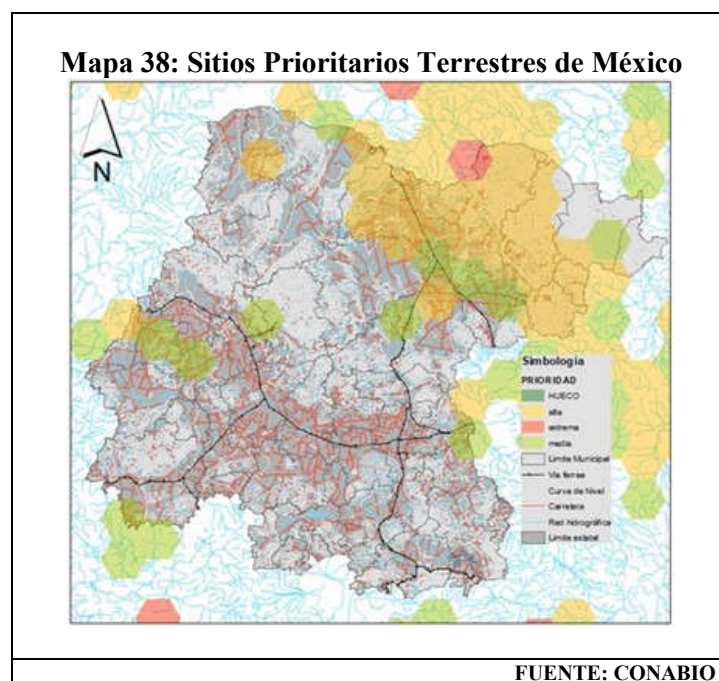 Mapa 38: Sitios Prioritarios Terrestres de México
N
Simbología
PRIORIDAD
HUECO
alta
extrema
media
Limite Municipal
Via ferrea
Curva de Nivel
Carretera
Red hidrográfica
Limite estatal
FUENTE: CONABIO